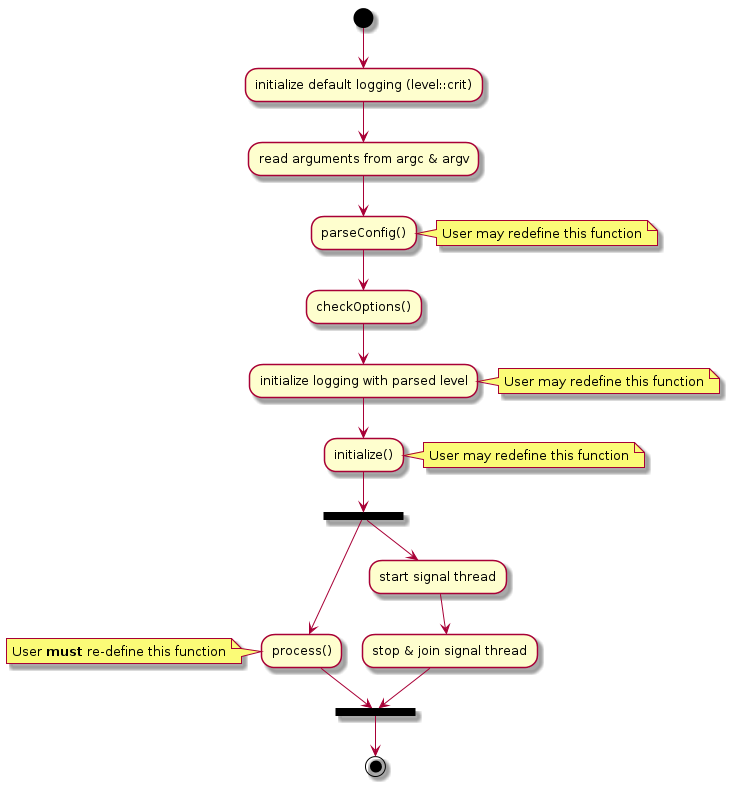 initialize default logging (level::crit)
read arguments from argc & argv
parseConfig()
User may redefine this function
checkOptions()
initialize logging with parsed level
User may redefine this function
initialize()
User may redefine this function
start signal thread
User must re-define this function
process()
stop & join signal thread